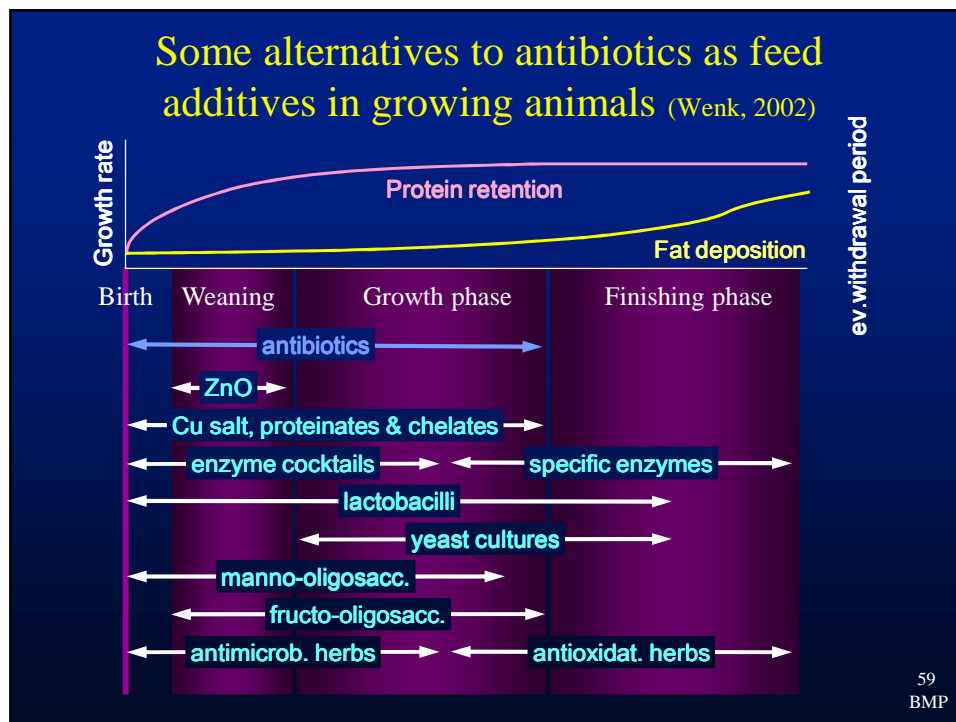 Some alternatives to antibiotics as feed
additives in growing animals (Wenk, 2002)
Growth rate
Protein retention
Fat deposition
ev.withdrawal period
Birth Weaning Growth phase Finishing phase
antibiotics
ZnO
Cu salt, proteinates & chelates
enzyme cocktails specific enzymes
lactobacilli
yeast cultures
manno-oligosacc.
fructo-oligosacc.
antimicrob. herbs antioxidat. herbs
59
BMP